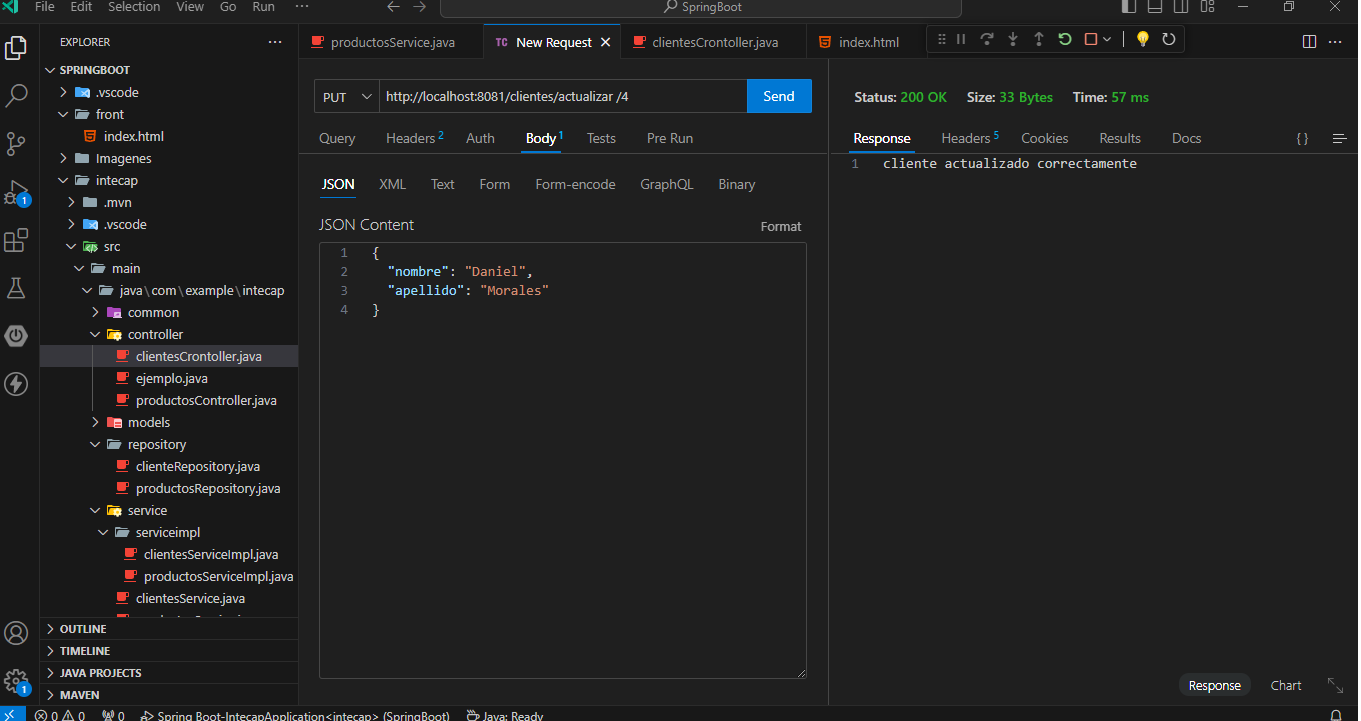 File Edit Selection View Go Run ··· SpringBoot
EXPLORER ···
SPRINGBOOT
.vscode
front
index.html
Imagenes
intecap
.mvn
.vscode
src
main
java\com\example\intecap
common
controller
clientesCrontoller.java
ejemplo.java
productosController.java
models
repository
clienteRepository.java
productosRepository.java
service
serviceimpl
clientesServiceImpl.java
productosServiceImpl.java
clientesService.java
OUTLINE
TIMELINE
JAVA PROJECTS
MAVEN
1
1
productosService.java TC New Request clientesCrontoller.java index.html ···
PUT http://localhost:8081/clientes/actualizar /4 Send
Query Headers 2 Auth Body 1 Tests Pre Run
JSON XML Text Form Form-encode GraphQL Binary
JSON Content Format
1 {
2 "nombre": "Daniel",
3 "apellido": "Morales"
4 }
Status: 200 OK Size: 33 Bytes Time: 57 ms
Response Headers 5 Cookies Results Docs {}
1 cliente actualizado correctamente
Response Chart
0 0 0 Spring Boot-IntecapApplication<intecap> (SpringBoot) Java: Ready